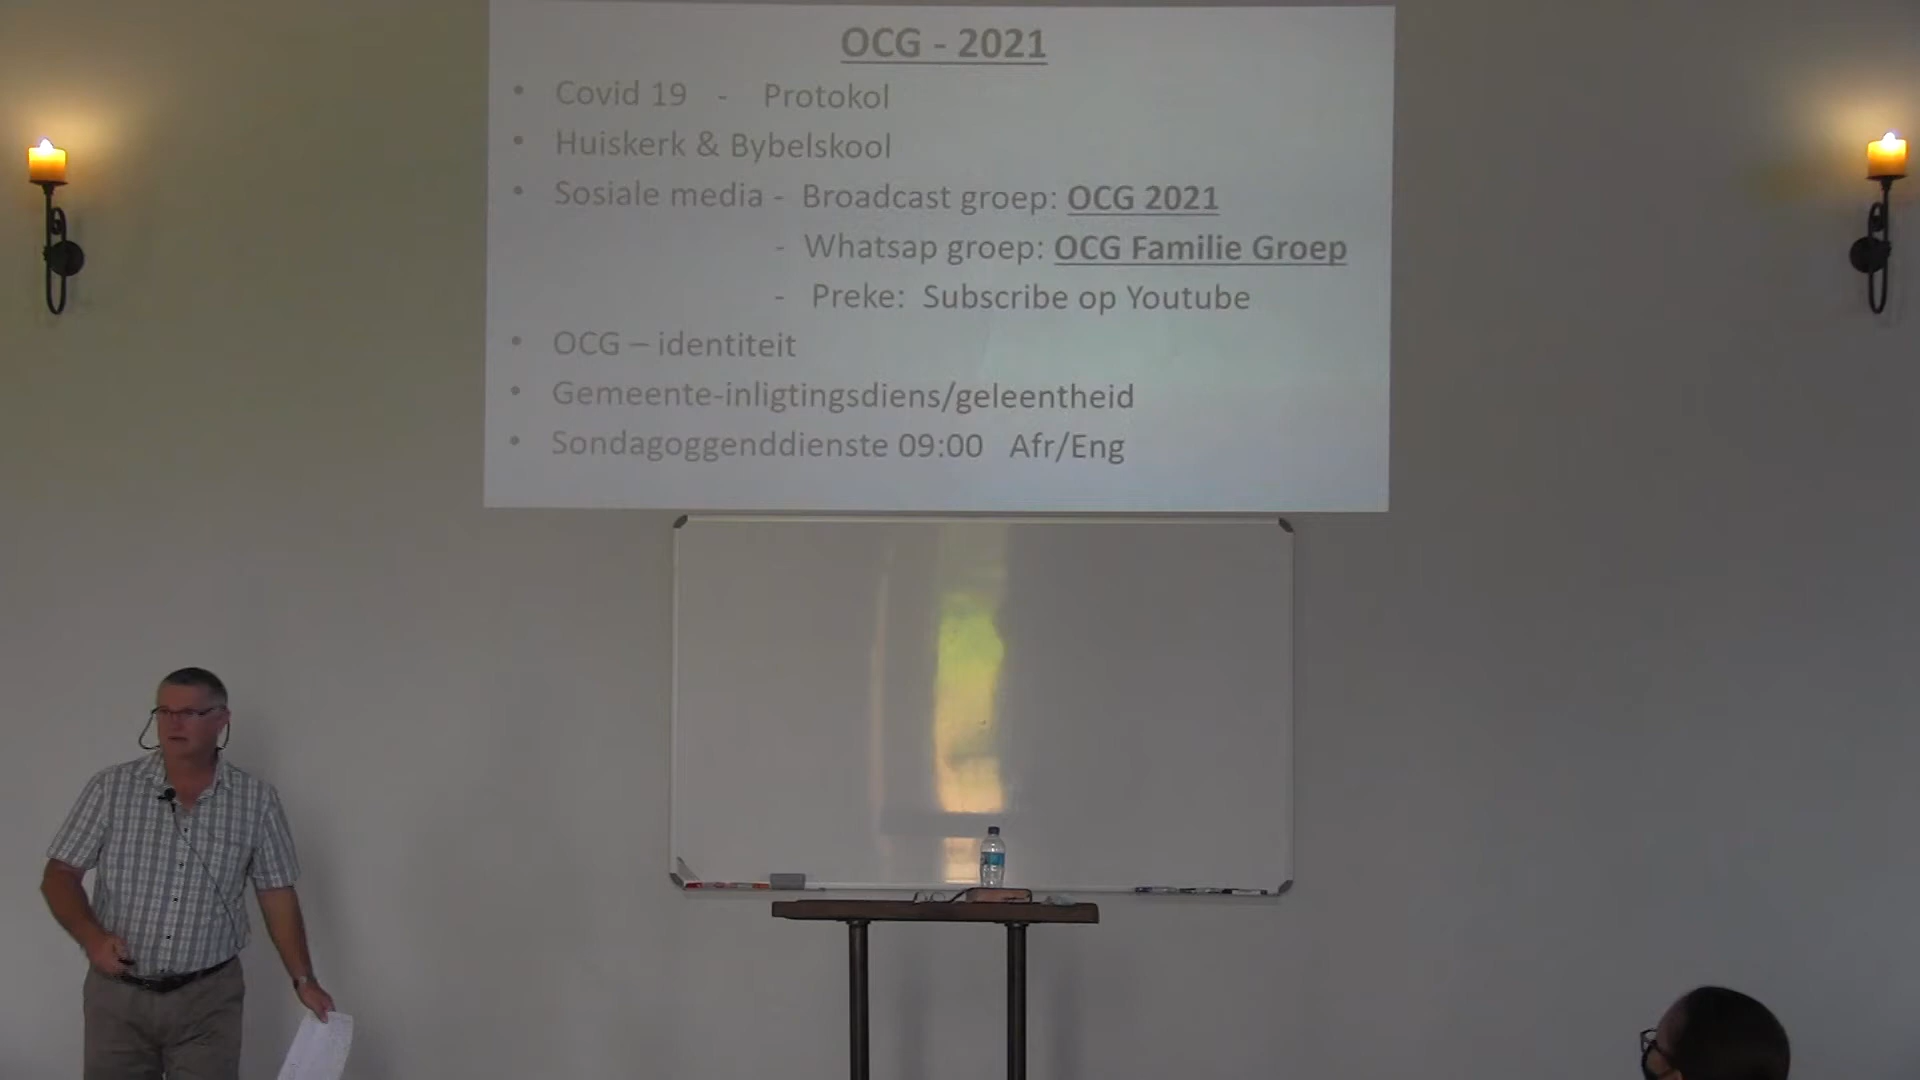 OCG - 2021
• Covid 19 - Protokol
• Huiskerk & Bybelskool
• Sosiale media - Broadcast groep: OCG 2021
- Whatsap groep: OCG Familie Groep
- Preke: Subscribe op Youtube
• OCG – identiteit
• Gemeente-inligtingsdiens/geleentheid
• Sondagoggenddienste 09:00 Afr/Eng